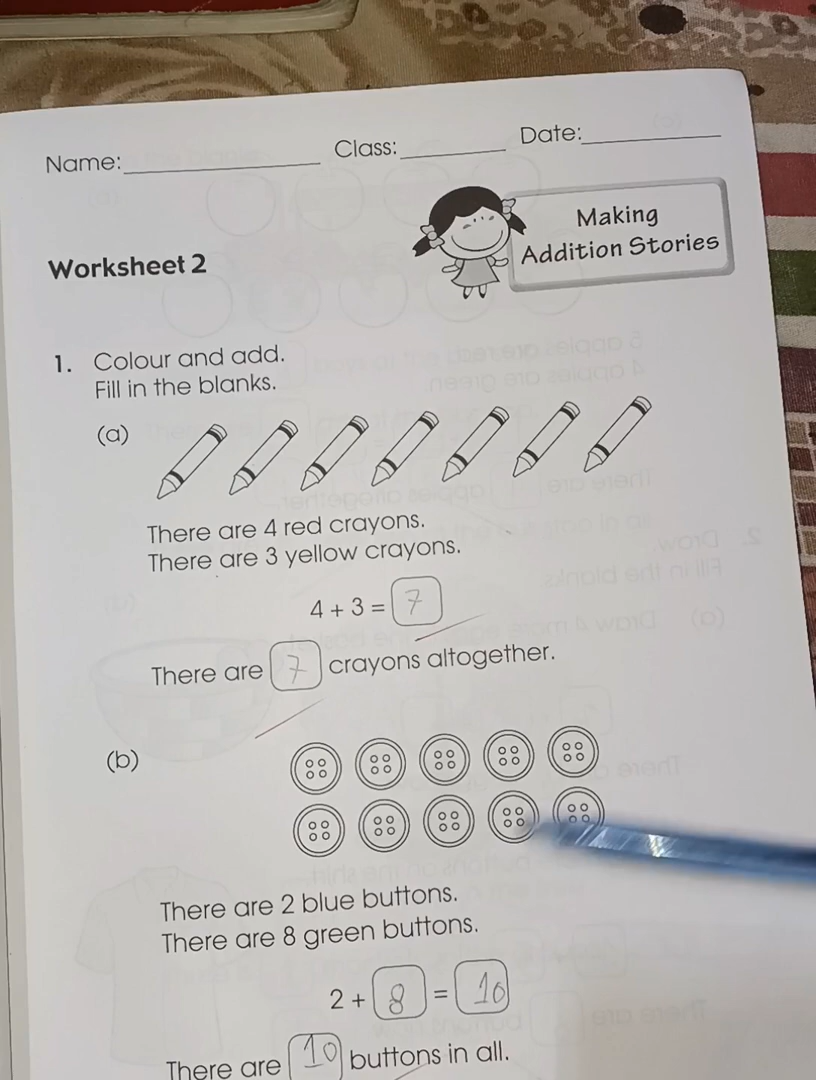 Name: Class: Date:
Making
Addition Stories
Worksheet 2
1. Colour and add.
Fill in the blanks.
(a)
There are 4 red crayons.
There are 3 yellow crayons.
4 + 3 = 7
There are 7 crayons altogether.
(b)
There are 2 blue buttons.
There are 8 green buttons.
2 + 8 = 10
There are 10 buttons in all.